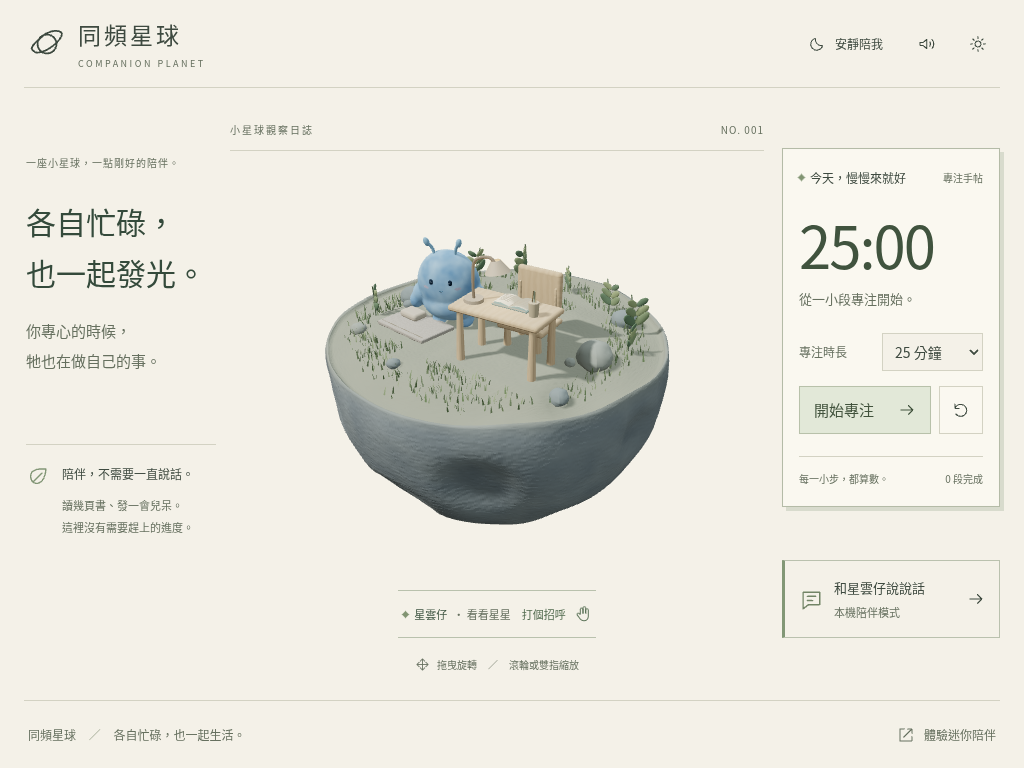 同頻星球
COMPANION PLANET
安靜陪我
小星球觀察日誌
NO. 001
一座小星球，一點剛好的陪伴。
各自忙碌，
也一起發光。
你專心的時候，
牠也在做自己的事。
陪伴，不需要一直說話。
讀幾頁書、發一會兒呆。
這裡沒有需要趕上的進度。
今天，慢慢來就好
專注手帖
25:00
從一小段專注開始。
專注時長
25 分鐘
開始專注
每一小步，都算數。
0 段完成
星雲仔 · 看看星星 打個招呼
拖曳旋轉 ／ 滾輪或雙指縮放
和星雲仔說說話
本機陪伴模式
同頻星球 ／ 各自忙碌，也一起生活。
體驗迷你陪伴